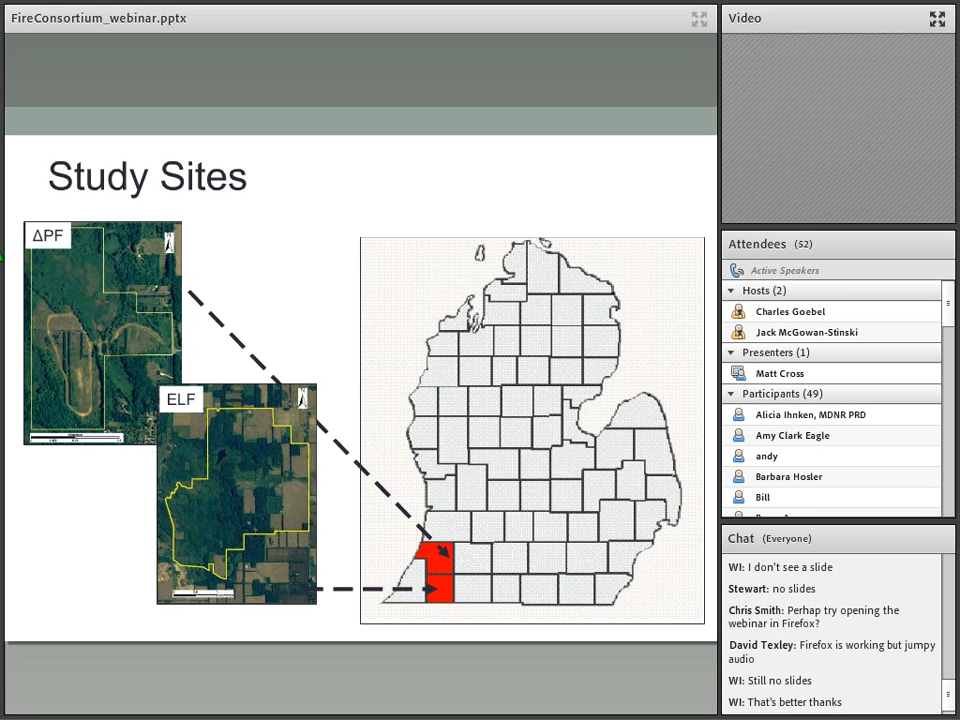 FireConsortium_webinar.pptx
Study Sites
ΔPF
N
ELF
N
Video
Attendees (52)
Active Speakers
Hosts (2)
Charles Goebel
Jack McGowan-Stinski
Presenters (1)
Matt Cross
Participants (49)
Alicia Ihnken, MDNR PRD
Amy Clark Eagle
andy
Barbara Hosler
Bill
Chat (Everyone)
WI: I don't see a slide
Stewart: no slides
Chris Smith: Perhap try opening the
webinar in Firefox?
David Texley: Firefox is working but jumpy
audio
WI: Still no slides
WI: That's better thanks